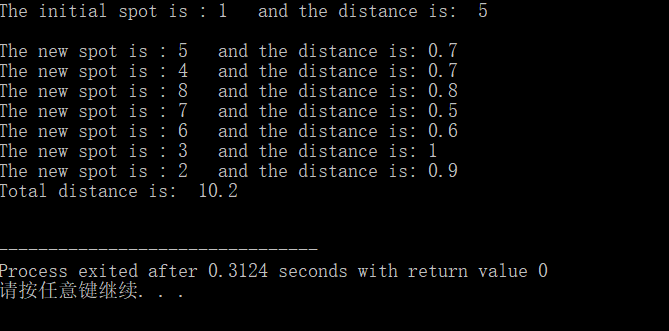 The initial spot is : 1   and the distance is:  5
The new spot is : 5   and the distance is: 0.7
The new spot is : 4   and the distance is: 0.7
The new spot is : 8   and the distance is: 0.8
The new spot is : 7   and the distance is: 0.5
The new spot is : 6   and the distance is: 0.6
The new spot is : 3   and the distance is: 1
The new spot is : 2   and the distance is: 0.9
Total distance is:  10.2
--------------------------------
Process exited after 0.3124 seconds with return value 0
请按任意键继续. . .